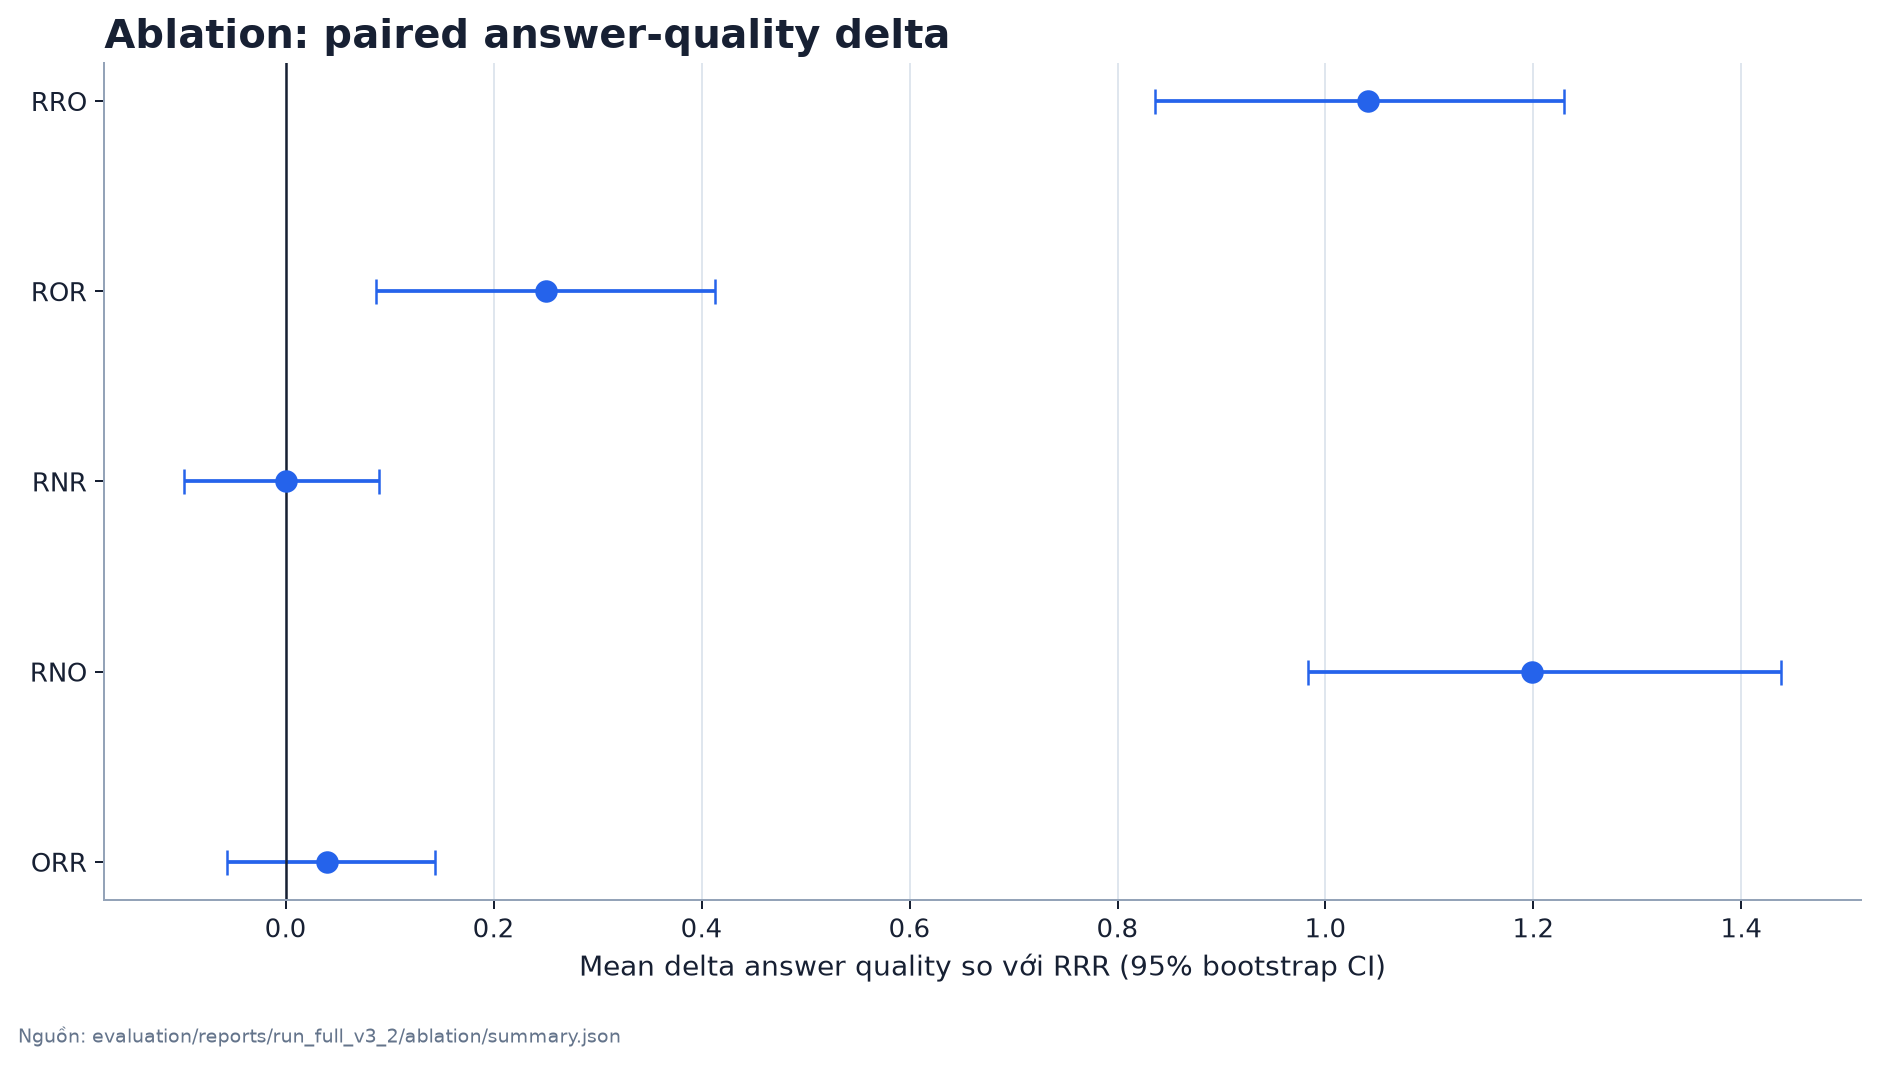 Ablation: paired answer-quality delta
RRO
ROR
RNR
RNO
ORR
0.0 0.2 0.4 0.6 0.8 1.0 1.2 1.4
Mean delta answer quality so với RRR (95% bootstrap CI)
Nguồn: evaluation/reports/run_full_v3_2/ablation/summary.json